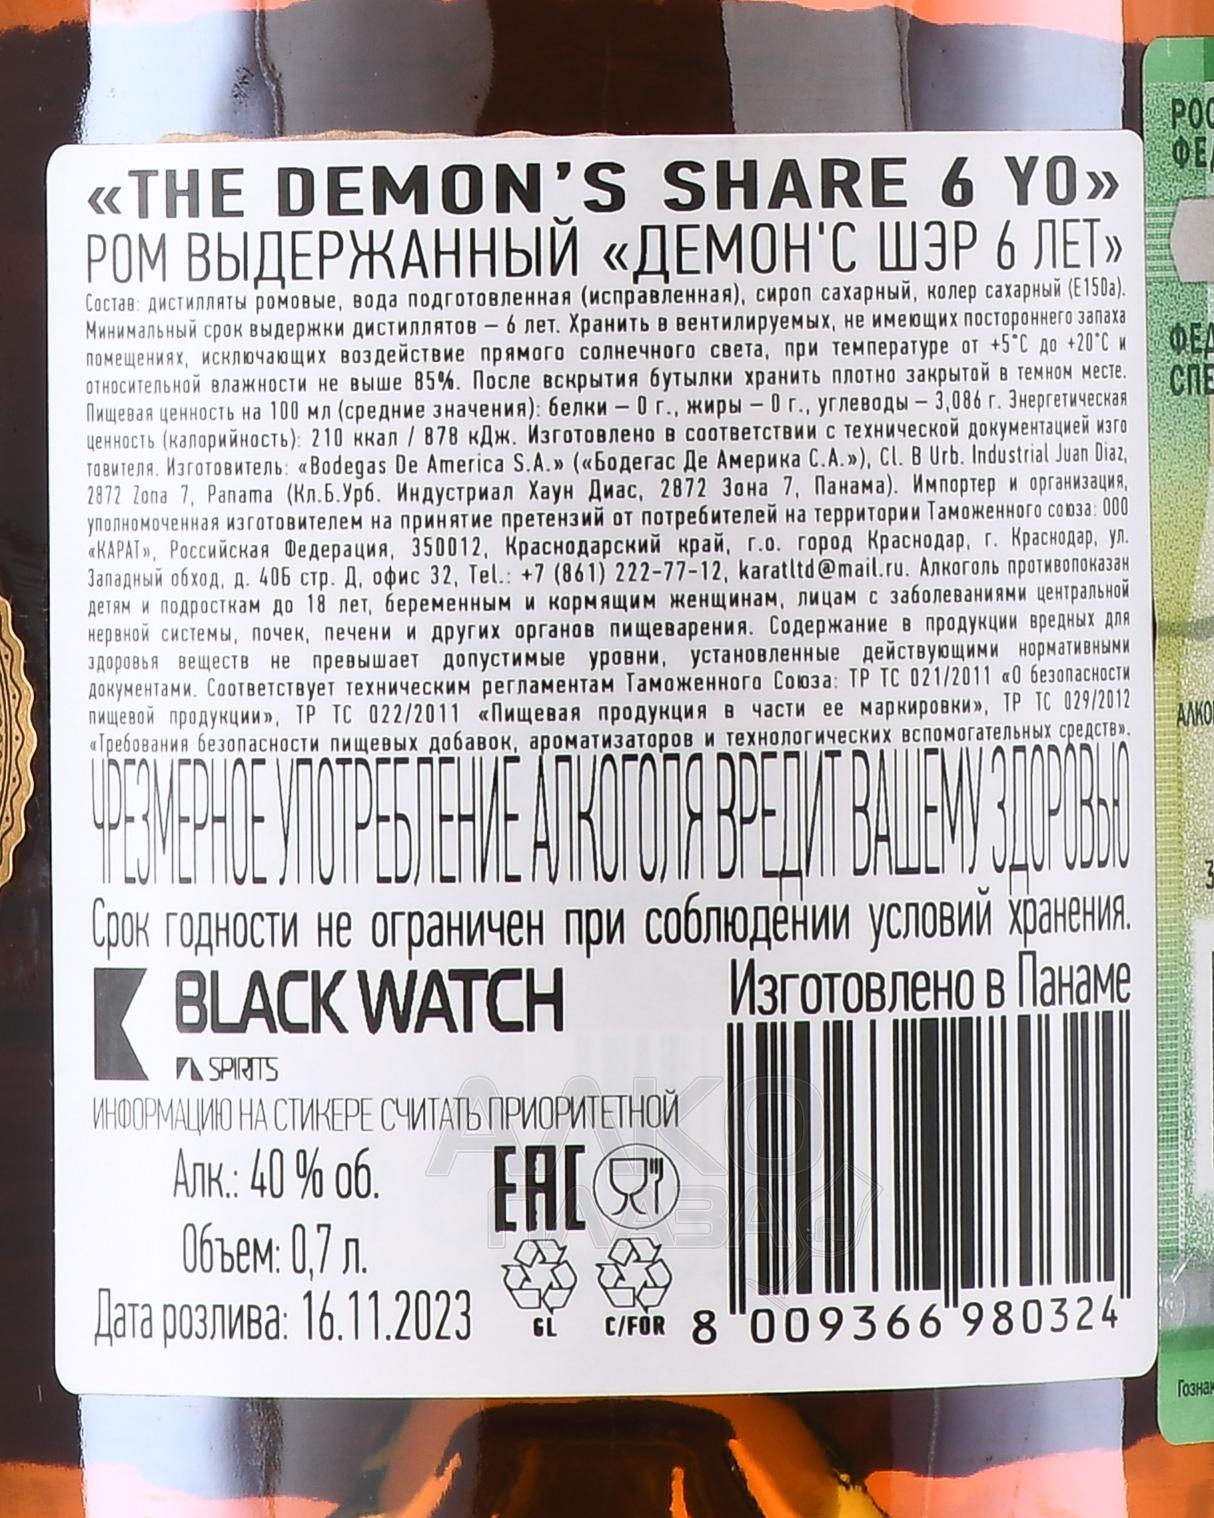 «THE DEMON'S SHARE 6 YO»
РОМ ВЫДЕРЖАННЫЙ «ДЕМОН'С ШЭР 6 ЛЕТ»
Состав: дистилляты ромовые, вода подготовленная (исправленная), сироп сахарный, колер сахарный (E150a).
Минимальный срок выдержки дистиллятов – 6 лет. Хранить в вентилируемых, не имеющих постороннего запаха
помещениях, исключающих воздействие прямого солнечного света, при температуре от +5°C до +20°C и
относительной влажности не выше 85%. После вскрытия бутылки хранить плотно закрытой в темном месте.
Пищевая ценность на 100 мл (средние значения): белки – 0 г., жиры – 0 г., углеводы – 3,086 г. Энергетическая
ценность (калорийность): 210 ккал / 878 кДж. Изготовлено в соответствии с технической документацией изго
товителя. Изготовитель: «Bodegas De America S.A.» («Бодегас Де Америка С.А.»), Cl. B Urb. Industrial Juan Diaz,
2872 Zona 7, Panama (Кл.Б.Урб. Индустриал Хаун Диас, 2872 Зона 7, Панама). Импортер и организация,
уполномоченная изготовителем на принятие претензий от потребителей на территории Таможенного союза: ООО
«КАРАТ», Российская Федерация, 350012, Краснодарский край, г.о. город Краснодар, г. Краснодар, ул.
Западный обход, д. 40Б стр. Д, офис 32, Tel.: +7 (861) 222-77-12, karatltd@mail.ru. Алкоголь противопоказан
детям и подросткам до 18 лет, беременным и кормящим женщинам, лицам с заболеваниями центральной
нервной системы, почек, печени и других органов пищеварения. Содержание в продукции вредных для
здоровья веществ не превышает допустимые уровни, установленные действующими нормативными
документами. Соответствует техническим регламентам Таможенного Союза: ТР ТС 021/2011 «О безопасности
пищевой продукции», ТР ТС 022/2011 «Пищевая продукция в части ее маркировки», ТР ТС 029/2012
«Требования безопасности пищевых добавок, ароматизаторов и технологических вспомогательных средств».
ЧРЕЗМЕРНОЕ УПОТРЕБЛЕНИЕ АЛКОГОЛЯ ВРЕДИТ ВАШЕМУ ЗДОРОВЬЮ
Срок годности не ограничен при соблюдении условий хранения.
BLACK WATCH
SPIRITS
Изготовлено в Панаме
ИНФОРМАЦИЮ НА СТИКЕРЕ СЧИТАТЬ ПРИОРИТЕТНОЙ
Алк.: 40 % об.
Объем: 0,7 л.
Дата розлива: 16.11.2023
EAC
GL
C/FOR
8 009366 980324
АЛКО
ПЛАЗА.ru
РОС
ФЕД
ФЕД
СПЕ
АЛКО
Гознак